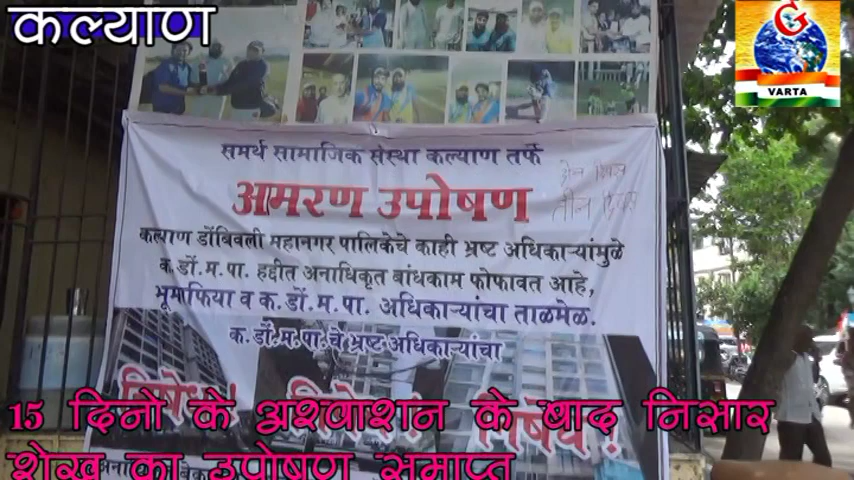 कल्याण
G
VARTA
समर्थ सामाजिक संस्था कल्याण तर्फे
आमरण उपोषण
तीन दिवस
कल्याण डोंबिवली महानगर पालिकेचे काही भ्रष्ट अधिकाऱ्यांमुळे
क.डों.म.पा. हद्दीत अनाधिकृत बांधकाम फोफावत आहे,
भूमाफिया व क.डों.म.पा. अधिकाऱ्यांचा ताळमेळ.
क.डों.म.पा.चे भ्रष्ट अधिकाऱ्यांचा
निषेध! निषेध! निषेध!
15 दिनो के अश्वाशन के बाद निसार
शेख का उपोषण समाप्त